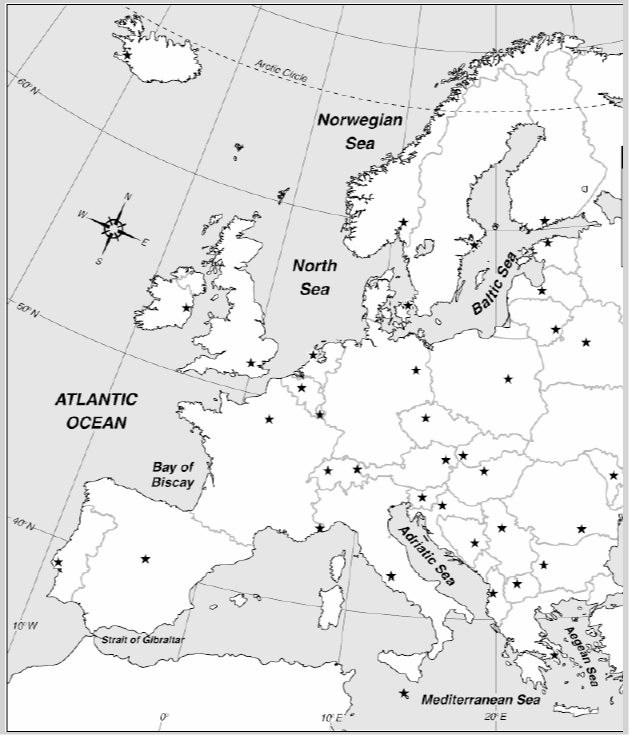 Arctic Circle
60°N
Norwegian
Sea
N
W
E
S
North
Sea
Baltic Sea
50°N
ATLANTIC
OCEAN
Bay of
Biscay
40°N
Adriatic Sea
10°W
Strait of Gibraltar
Aegean Sea
Mediterranean Sea
0°
10°E
20°E